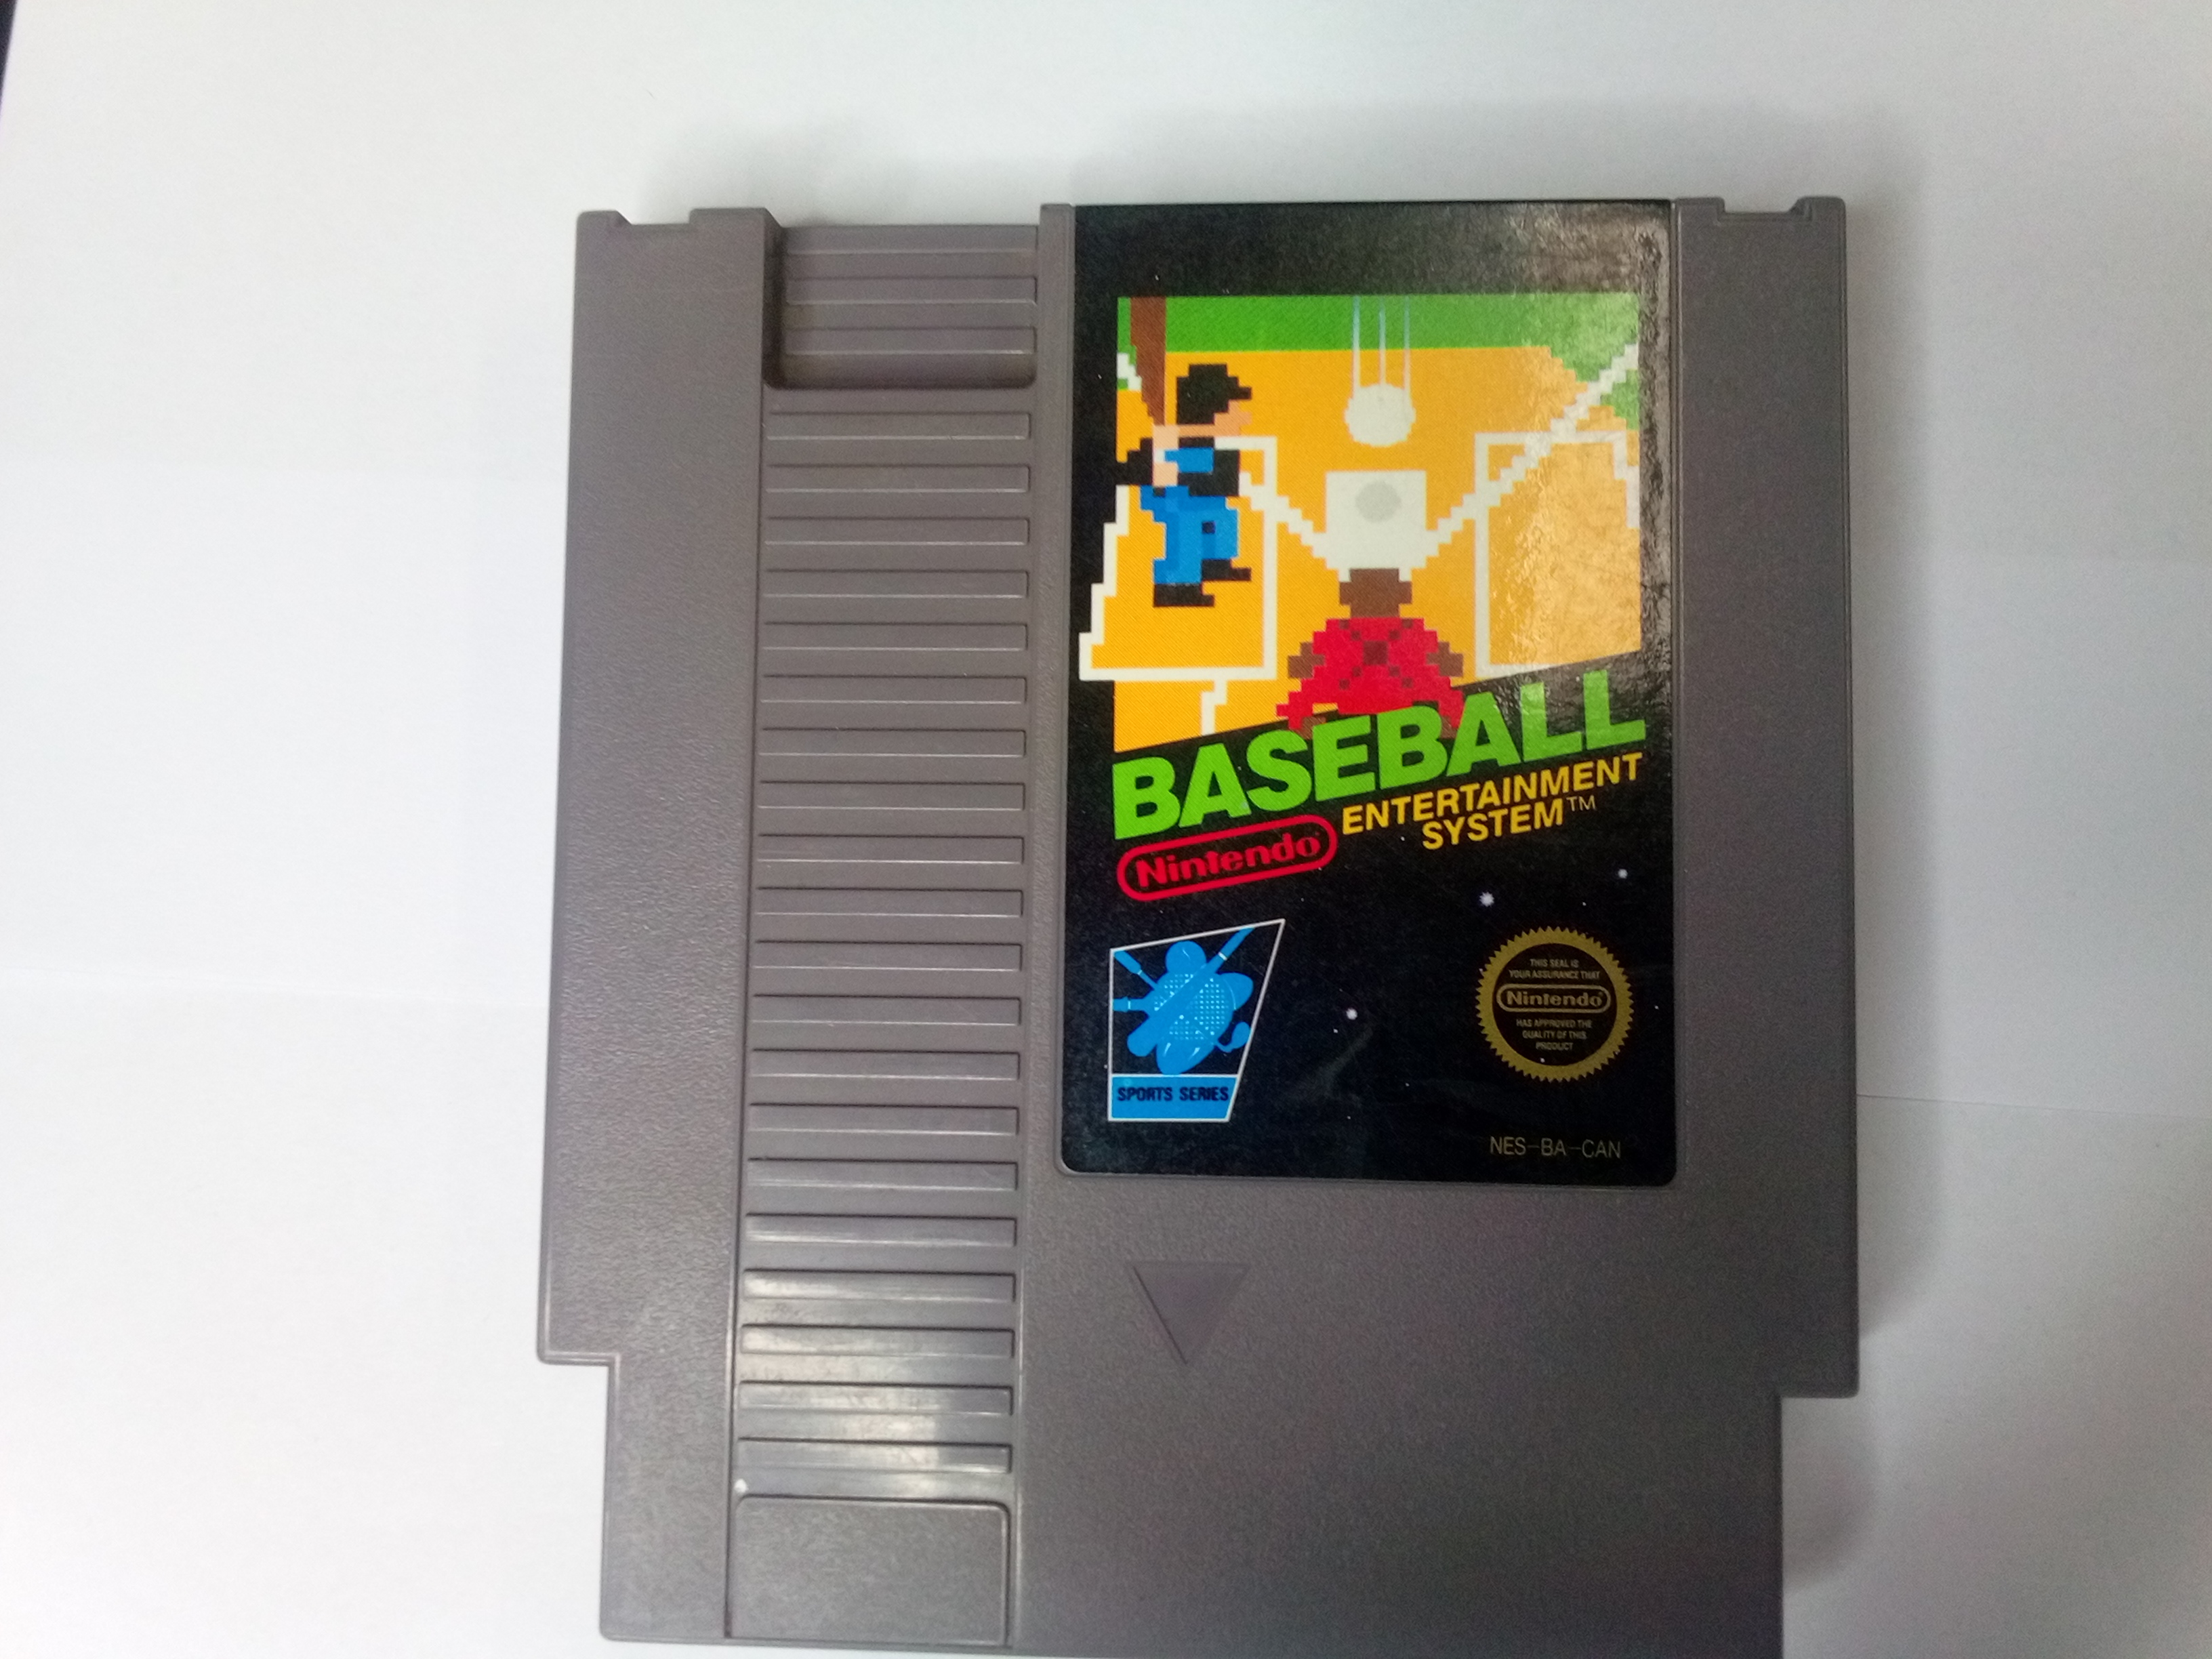 BASEBALL
Nintendo
ENTERTAINMENT
SYSTEM™
THIS SEAL IS
YOUR ASSURANCE THAT
Nintendo®
HAS APPROVED THE
QUALITY OF THIS
PRODUCT
SPORTS SERIES
NES-BA-CAN